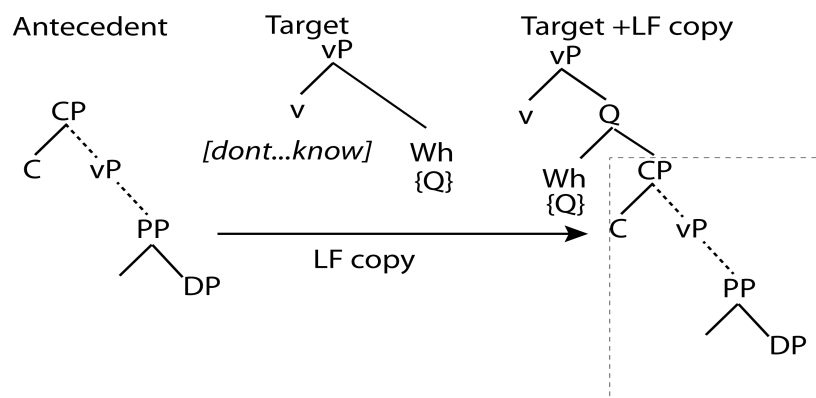 Antecedent
CP
C
vP
PP
DP
Target
vP
v
[dont...know]
Wh
{Q}
LF copy
Target +LF copy
vP
v
Q
Wh
{Q}
CP
C
vP
PP
DP